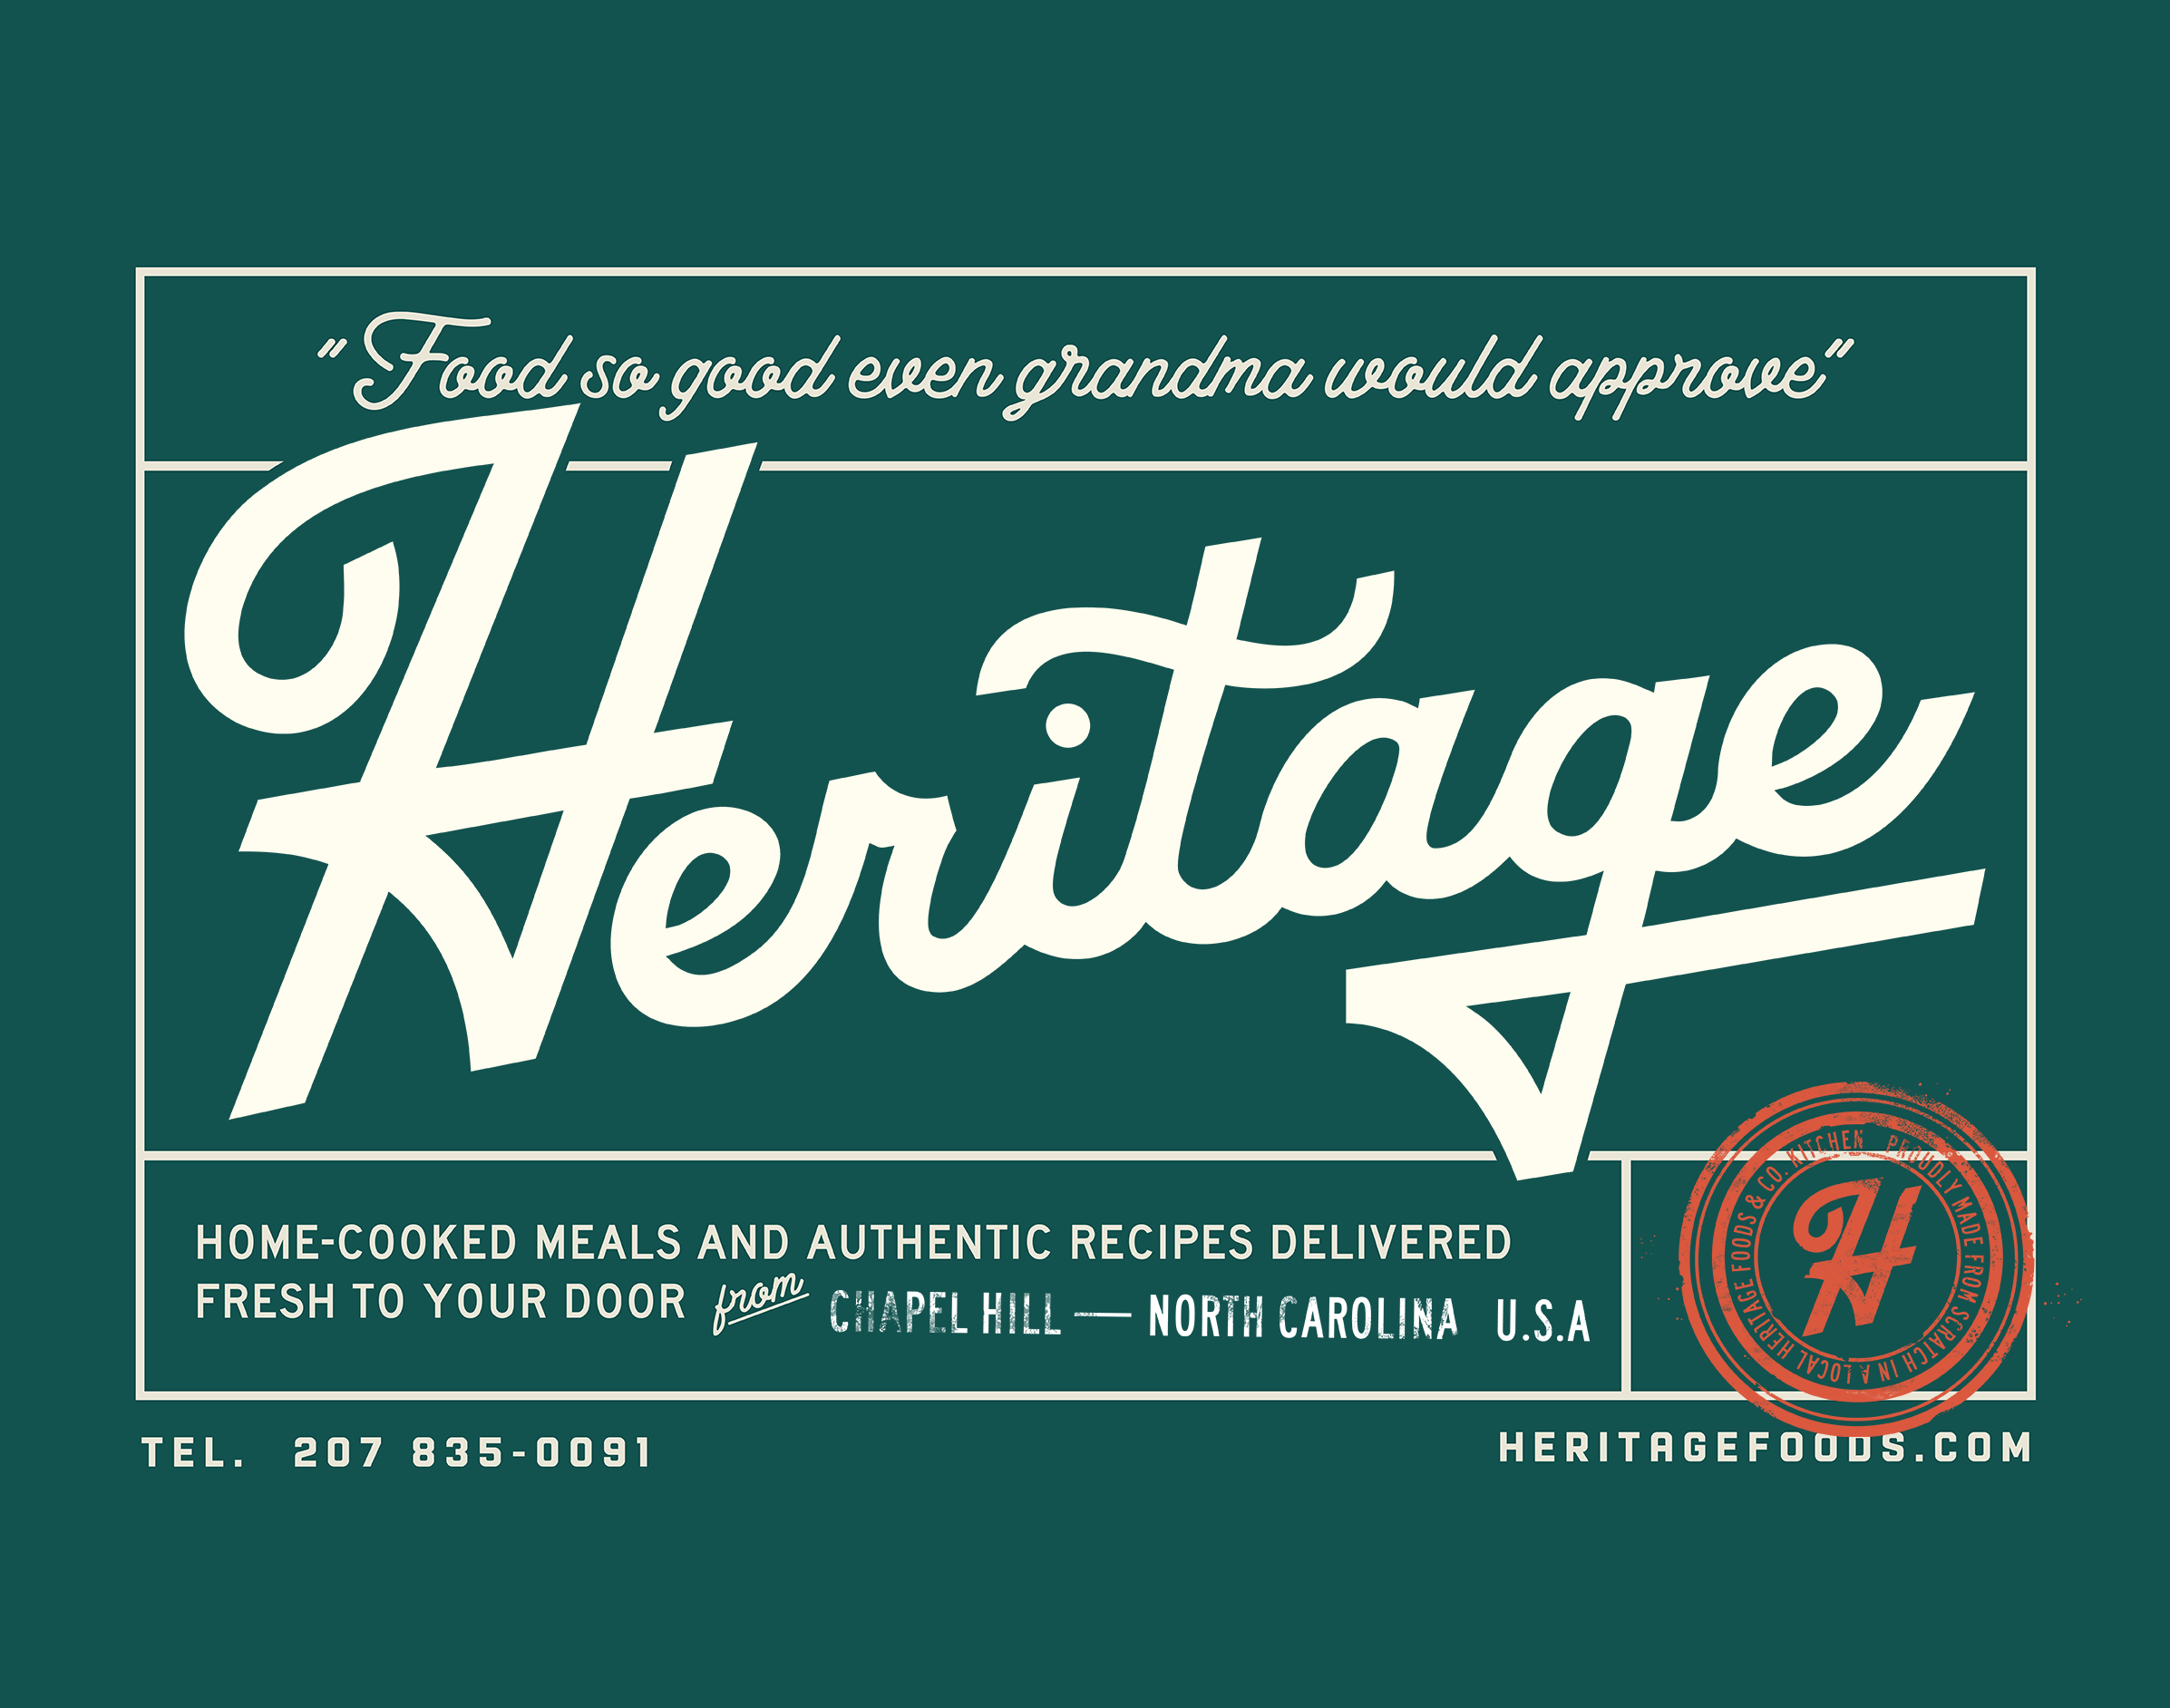 "Food so good even grandma would approve"
Heritage
HOME-COOKED MEALS AND AUTHENTIC RECIPES DELIVERED
FRESH TO YOUR DOOR from CHAPEL HILL — NORTH CAROLINA U.S.A
PROUDLY MADE FROM SCRATCH IN A LOCAL HERITAGE FOODS & CO. KITCHEN
H
TEL. 207 835-0091
HERITAGEFOODS.COM